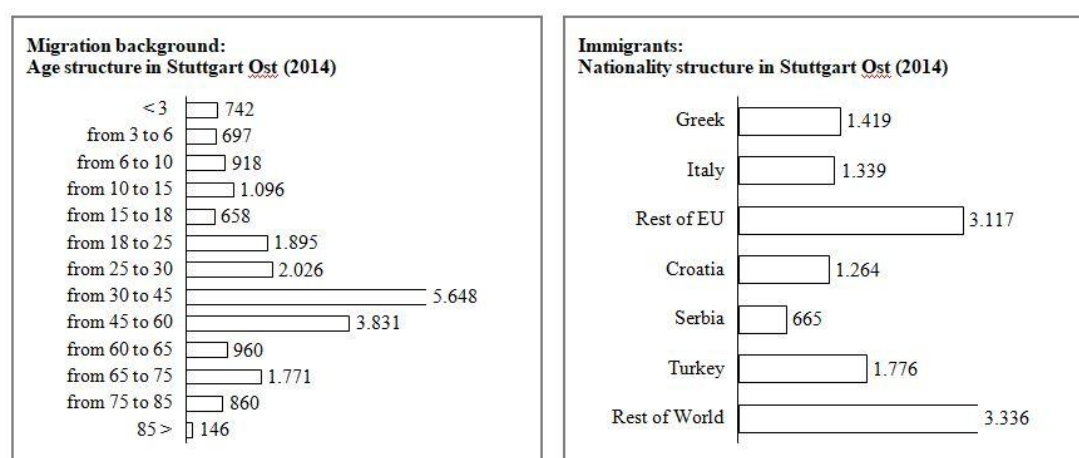 Migration background:
Age structure in Stuttgart Ost (2014)
< 3 742
from 3 to 6 697
from 6 to 10 918
from 10 to 15 1.096
from 15 to 18 658
from 18 to 25 1.895
from 25 to 30 2.026
from 30 to 45 5.648
from 45 to 60 3.831
from 60 to 65 960
from 65 to 75 1.771
from 75 to 85 860
85 > 146
Immigrants:
Nationality structure in Stuttgart Ost (2014)
Greek 1.419
Italy 1.339
Rest of EU 3.117
Croatia 1.264
Serbia 665
Turkey 1.776
Rest of World 3.336